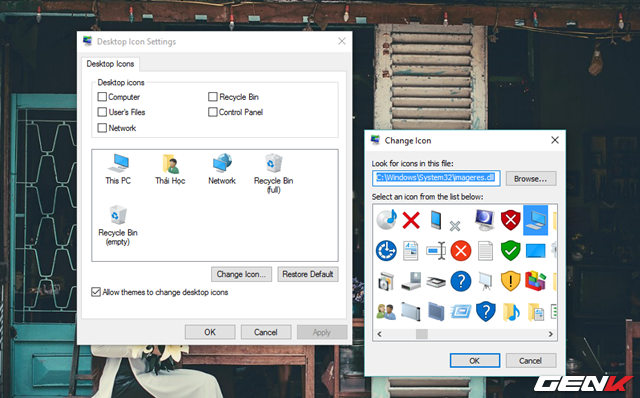 Desktop Icon Settings
Desktop Icons
Desktop icons
Computer
Recycle Bin
User's Files
Control Panel
Network
This PC
Thái Học
Network
Recycle Bin
(full)
Recycle Bin
(empty)
Change Icon...
Restore Default
Allow themes to change desktop icons
OK
Cancel
Apply
Change Icon
Look for icons in this file:
C:\Windows\System32\imageres.dll
Browse...
Select an icon from the list below:
OK
Cancel
GENK